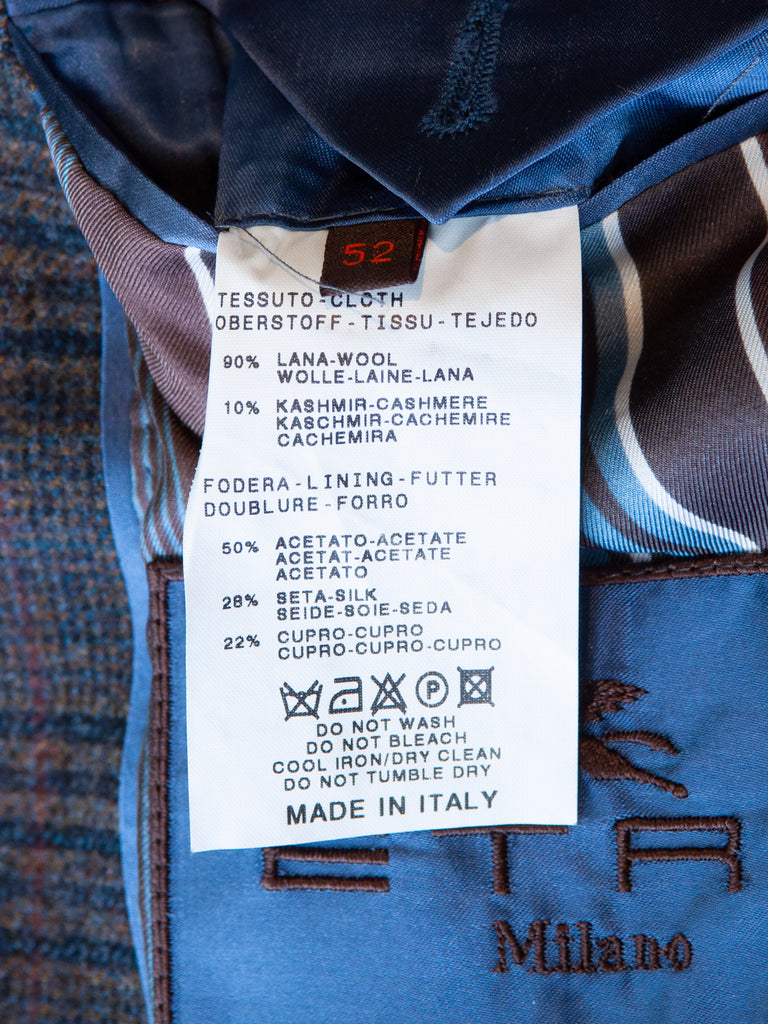 52
TESSUTO-CLOTH
OBERSTOFF-TISSU-TEJEDO
90% LANA-WOOL
WOLLE-LAINE-LANA
10% KASHMIR-CASHMERE
KASCHMIR-CACHEMIRE
CACHEMIRA
FODERA-LINING-FUTTER
DOUBLURE-FORRO
50% ACETATO-ACETATE
ACETAT-ACETATE
ACETATO
28% SETA-SILK
SEIDE-SOIE-SEDA
22% CUPRO-CUPRO
CUPRO-CUPRO-CUPRO
P
DO NOT WASH
DO NOT BLEACH
COOL IRON/DRY CLEAN
DO NOT TUMBLE DRY
MADE IN ITALY
ETR
Milano